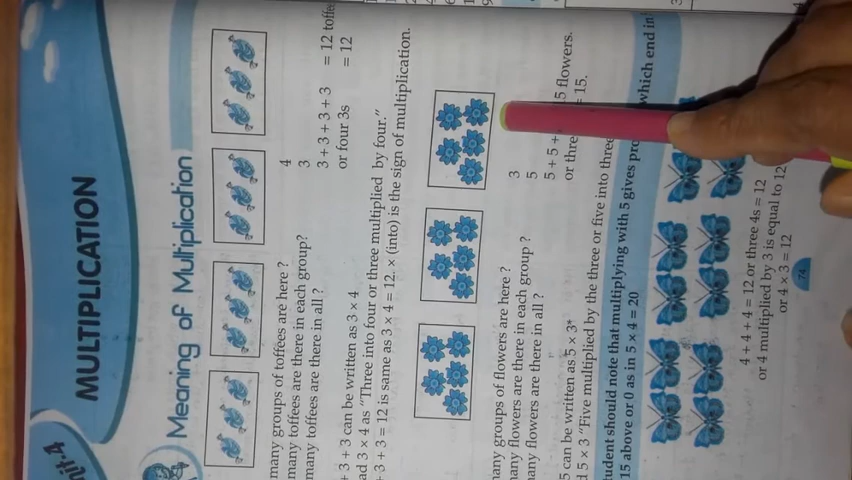 nit-4
MULTIPLICATION
Meaning of Multiplication
many groups of toffees are here ? 4
many toffees are there in each group? 3
many toffees are there in all ? 3 + 3 + 3 + 3 = 12 toffe
or four 3s = 12
+ 3 + 3 can be written as 3 × 4
ad 3 × 4 as "Three into four or three multiplied by four."
+ 3 + 3 = 12 is same as 3 × 4 = 12. × (into) is the sign of multiplication.
many groups of flowers are here ? 3
many flowers are there in each group ? 5
many flowers are there in all ? 5 + 5 + 5 flowers.
or thre = 15.
5 can be written as 5 × 3*
d 5 × 3 "Five multiplied by the three or five into three
tudent should note that multiplying with 5 gives pro which end in
15 above or 0 as in 5 × 4 = 20
4 + 4 + 4 = 12 or three 4s = 12
or 4 multiplied by 3 is equal to 12
or 4 × 3 = 12
74